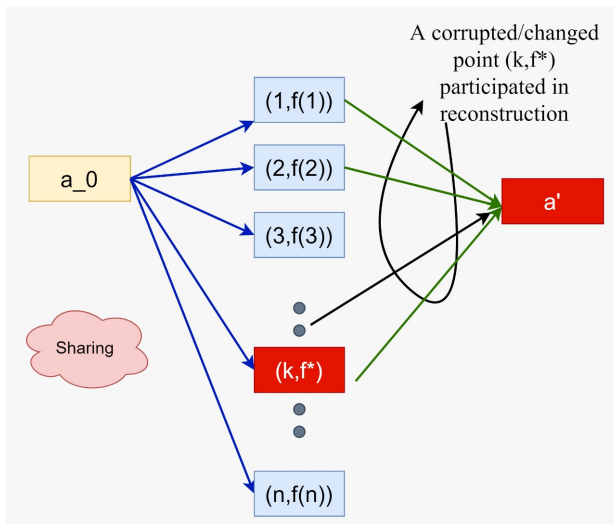 A corrupted/changed
point (k,f*)
participated in
reconstruction
(1,f(1))
a_0
(2,f(2))
a'
(3,f(3))
Sharing
(k,f*)
(n,f(n))